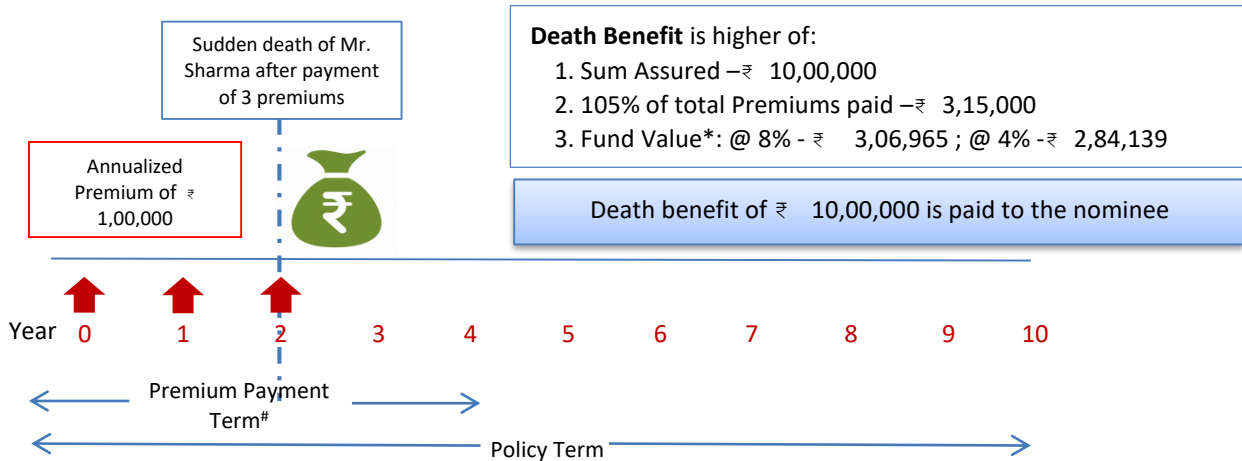 Sudden death of Mr.
Sharma after payment
of 3 premiums
Death Benefit is higher of:
1. Sum Assured –₹ 10,00,000
2. 105% of total Premiums paid –₹ 3,15,000
3. Fund Value*: @ 8% - ₹ 3,06,965 ; @ 4% -₹ 2,84,139
Annualized
Premium of ₹
1,00,000
₹
Death benefit of ₹ 10,00,000 is paid to the nominee
Year 0 1 2 3 4 5 6 7 8 9 10
Premium Payment
Term#
Policy Term